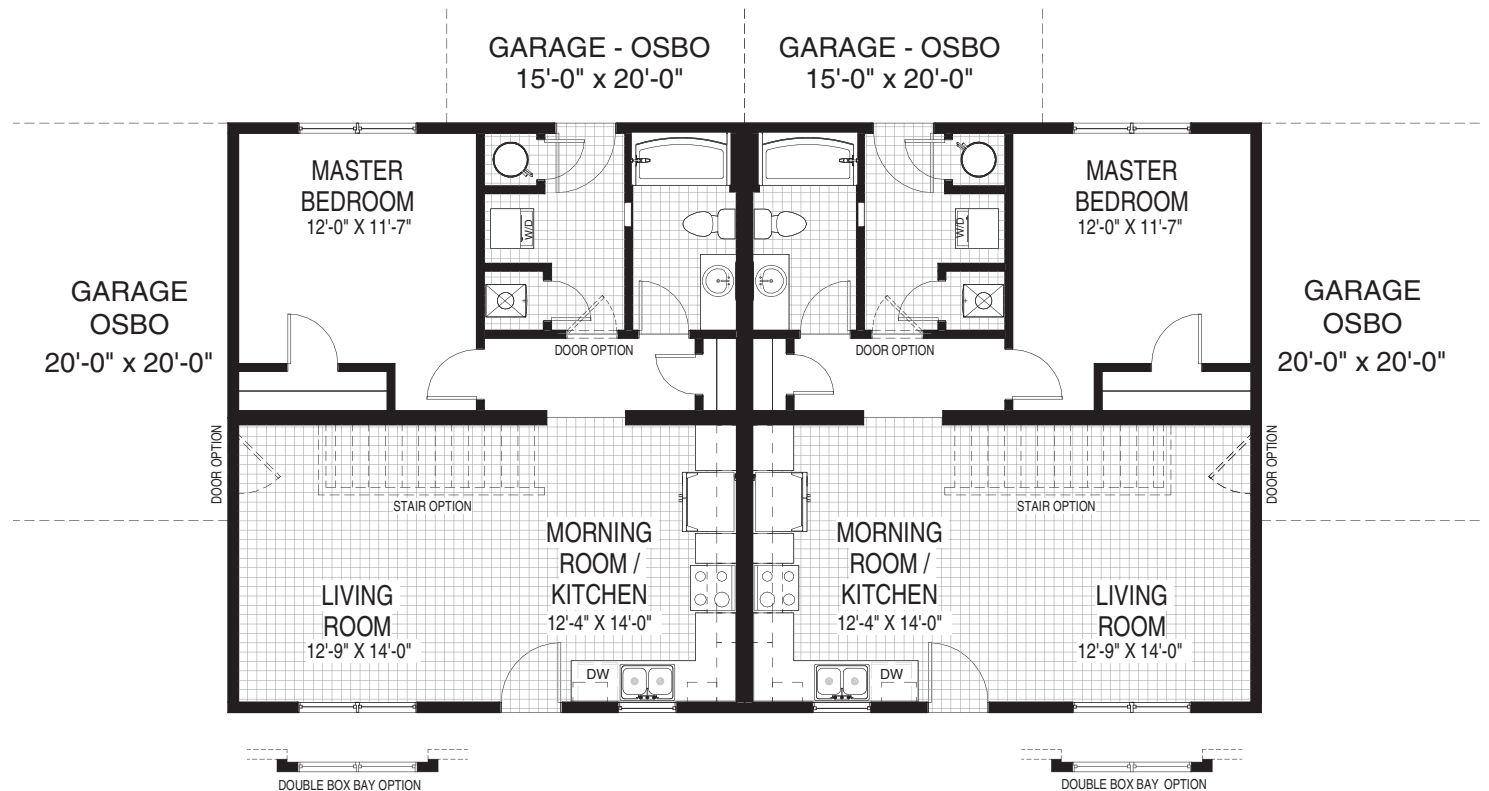 GARAGE - OSBO
15'-0" x 20'-0"
GARAGE - OSBO
15'-0" x 20'-0"
MASTER
BEDROOM
12'-0" X 11'-7"
W/D
W/D
MASTER
BEDROOM
12'-0" X 11'-7"
GARAGE
OSBO
20'-0" x 20'-0"
GARAGE
OSBO
20'-0" x 20'-0"
DOOR OPTION
DOOR OPTION
DOOR OPTION
STAIR OPTION
STAIR OPTION
DOOR OPTION
MORNING
ROOM /
KITCHEN
12'-4" X 14'-0"
MORNING
ROOM /
KITCHEN
12'-4" X 14'-0"
LIVING
ROOM
12'-9" X 14'-0"
LIVING
ROOM
12'-9" X 14'-0"
DW
DW
DOUBLE BOX BAY OPTION
DOUBLE BOX BAY OPTION